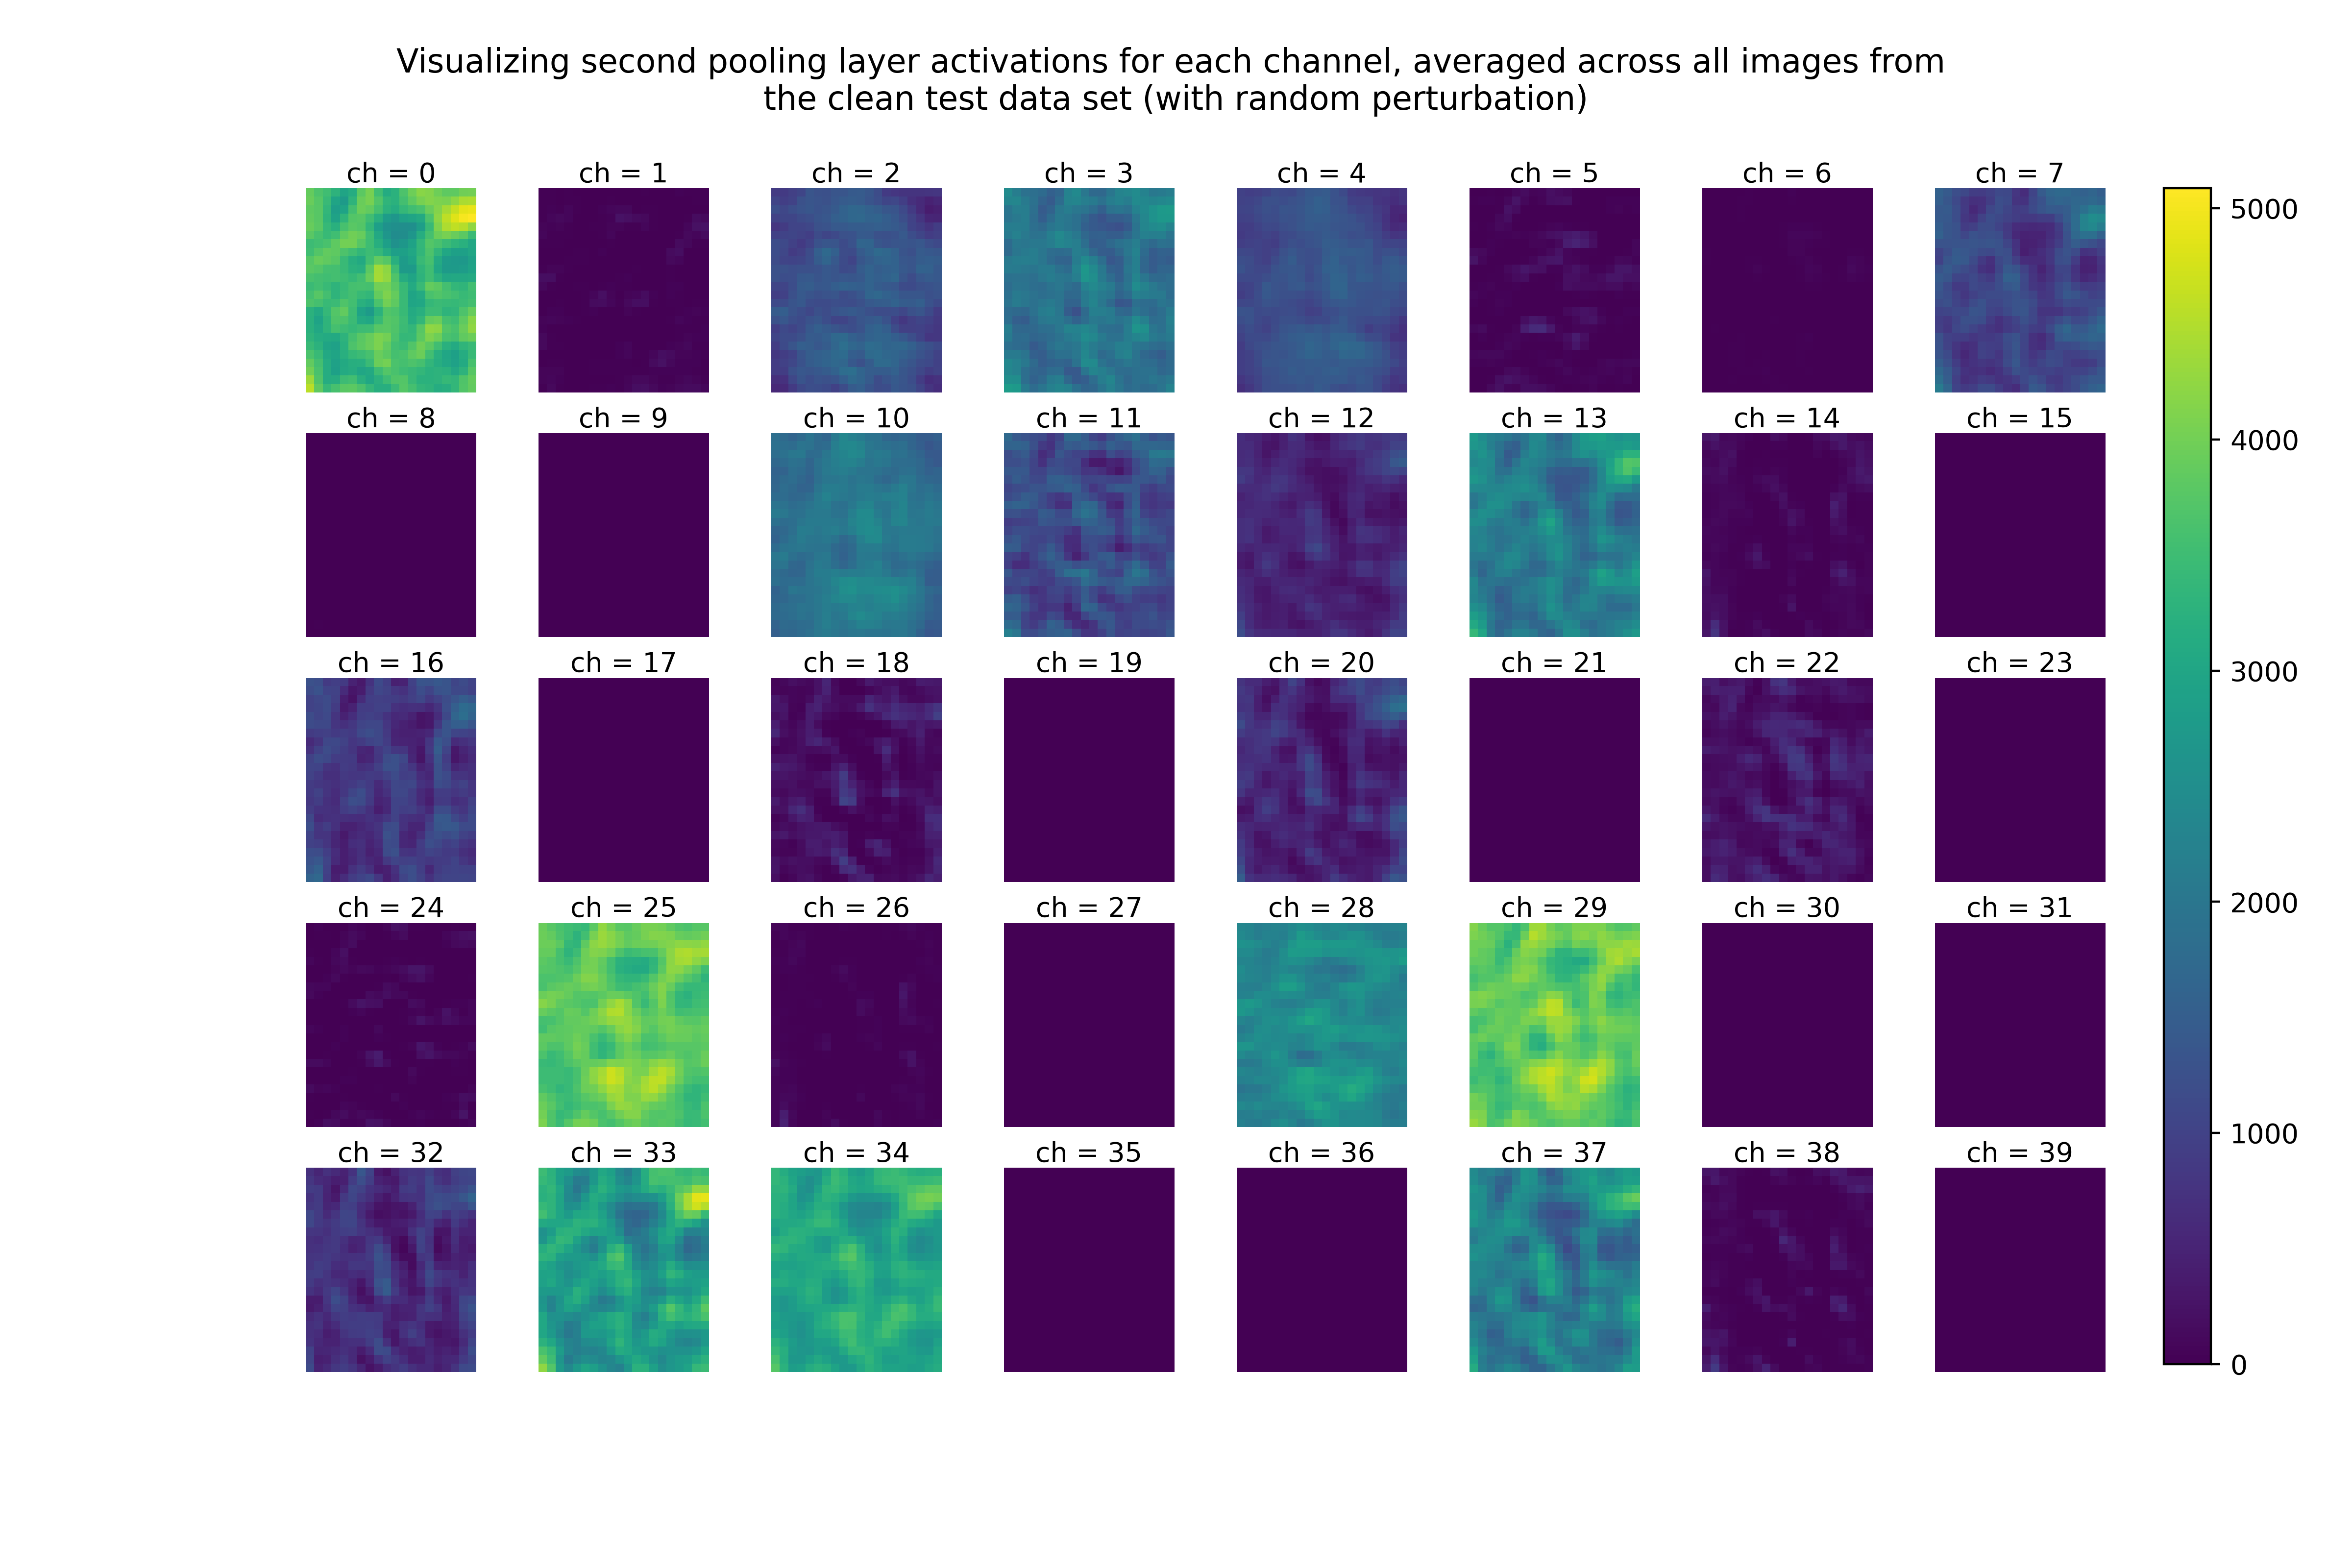 Visualizing second pooling layer activations for each channel, averaged across all images from
the clean test data set (with random perturbation)
ch = 0
ch = 1
ch = 2
ch = 3
ch = 4
ch = 5
ch = 6
ch = 7
ch = 8
ch = 9
ch = 10
ch = 11
ch = 12
ch = 13
ch = 14
ch = 15
ch = 16
ch = 17
ch = 18
ch = 19
ch = 20
ch = 21
ch = 22
ch = 23
ch = 24
ch = 25
ch = 26
ch = 27
ch = 28
ch = 29
ch = 30
ch = 31
ch = 32
ch = 33
ch = 34
ch = 35
ch = 36
ch = 37
ch = 38
ch = 39
5000
4000
3000
2000
1000
0